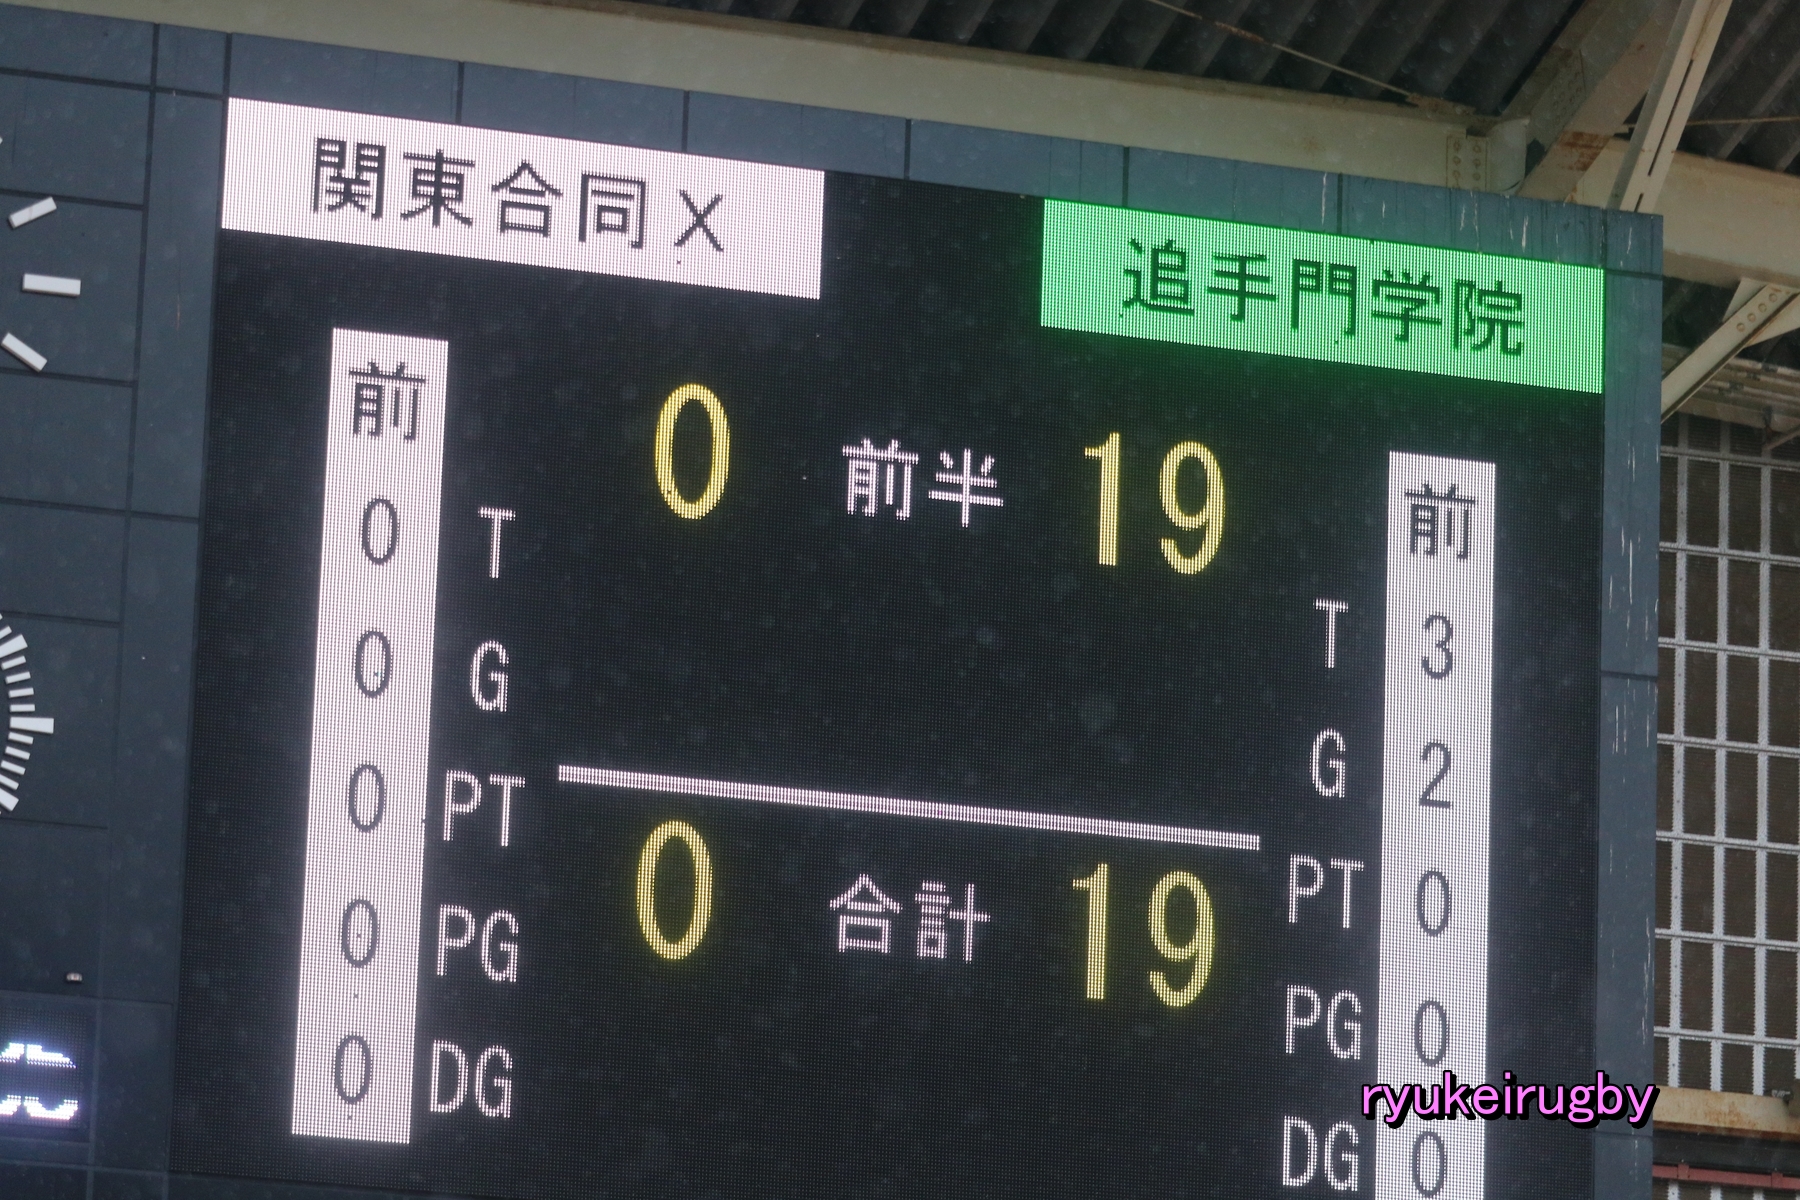 関東合同X 追手門学院
前 0 前半 19 前
0 T T 3
0 G G 2
0 PT PT 0
0 合計 19
0 PG PG 0
0 DG DG 0
ryukeirugby